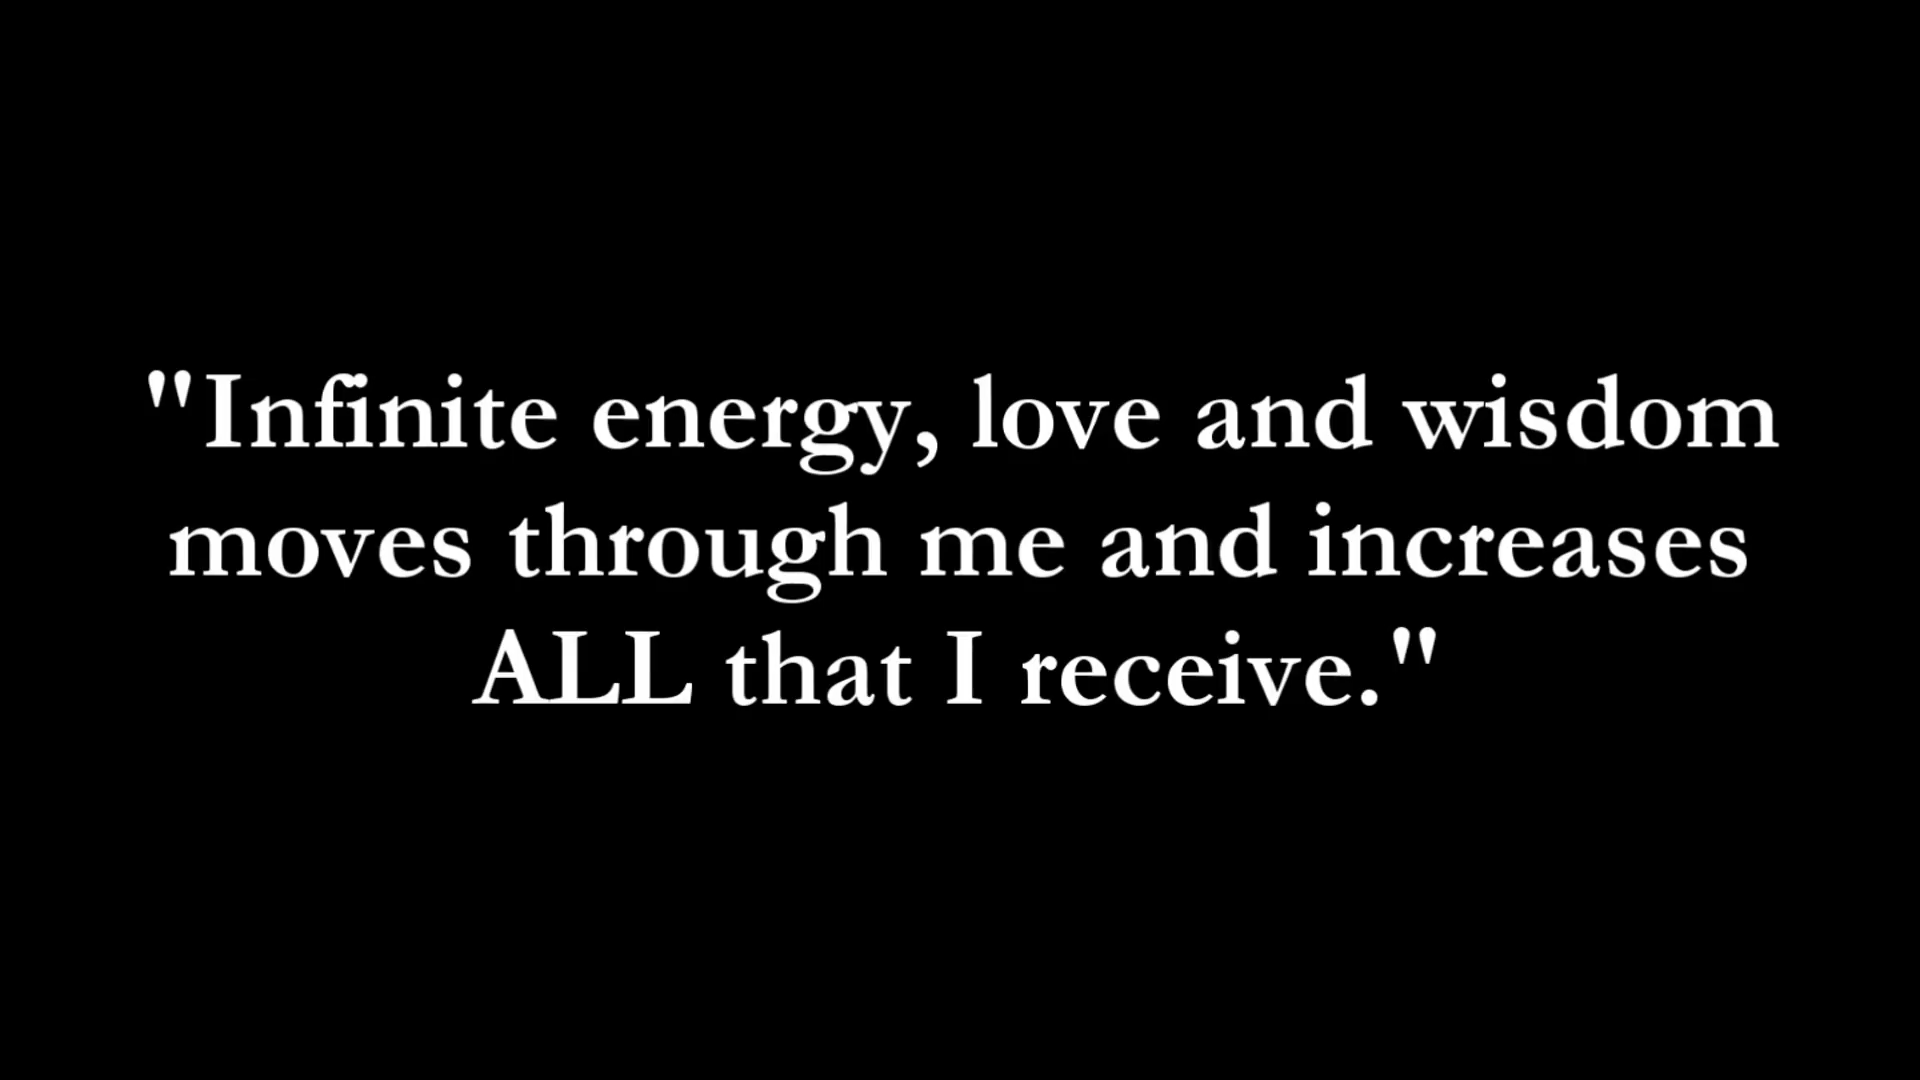 "Infinite energy, love and wisdom
moves through me and increases
ALL that I receive."